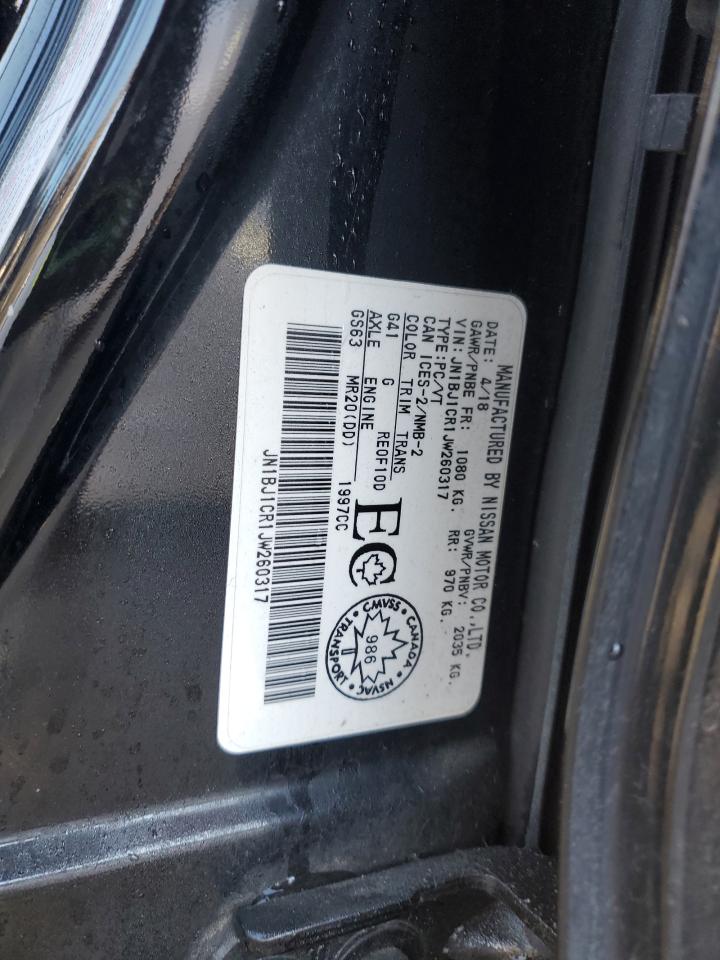 MANUFACTURED BY NISSAN MOTOR CO.,LTD.
DATE: 4/18 GVWR/PNBV: 2035 KG.
GAWR/PNBE FR: 1080 KG. RR: 970 KG.
VIN: JN1BJ1CR1JW260317
TYPE:PC/VT
CAN ICES-2/NMB-2
COLOR TRIM TRANS
G41 G RE0F10D
AXLE ENGINE
GS63 MR20(DD) 1997CC
EC
CANADA • NSVAC • TRANSPORT • CMVSS •
986
JN1BJ1CR1JW260317